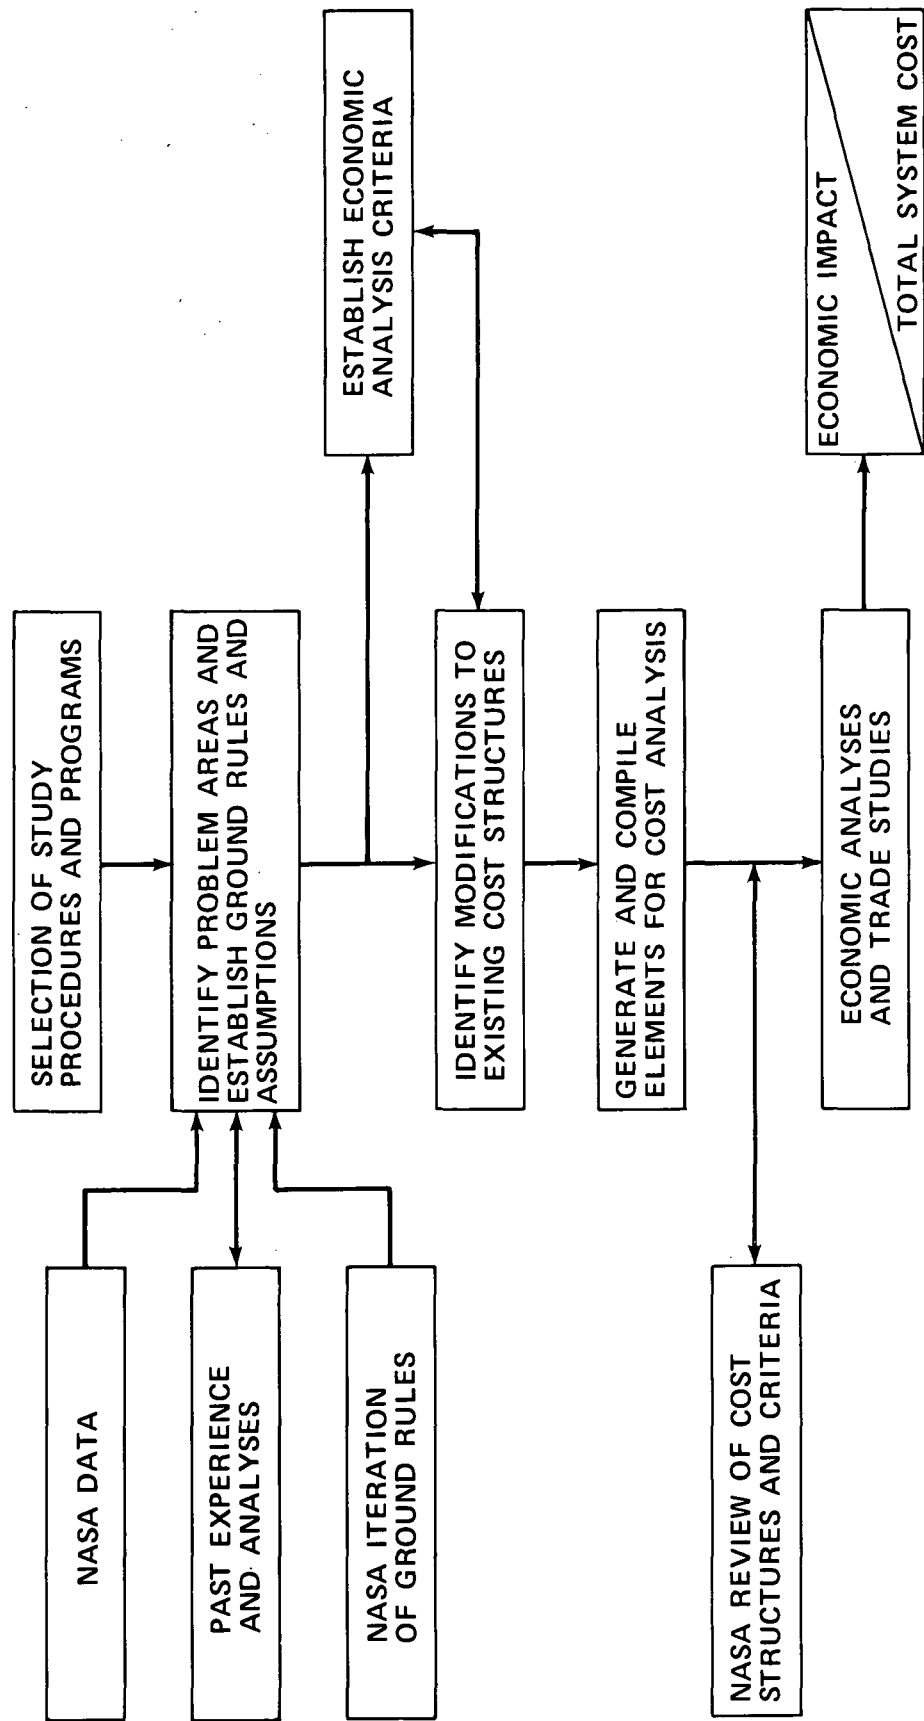 SELECTION OF STUDY
PROCEDURES AND PROGRAMS
NASA DATA
PAST EXPERIENCE
AND ANALYSES
NASA ITERATION
OF GROUND RULES
IDENTIFY PROBLEM AREAS AND
ESTABLISH GROUND RULES AND
ASSUMPTIONS
ESTABLISH ECONOMIC
ANALYSIS CRITERIA
IDENTIFY MODIFICATIONS TO
EXISTING COST STRUCTURES
GENERATE AND COMPILE
ELEMENTS FOR COST ANALYSIS
NASA REVIEW OF COST
STRUCTURES AND CRITERIA
ECONOMIC ANALYSES
AND TRADE STUDIES
ECONOMIC IMPACT
TOTAL SYSTEM COST